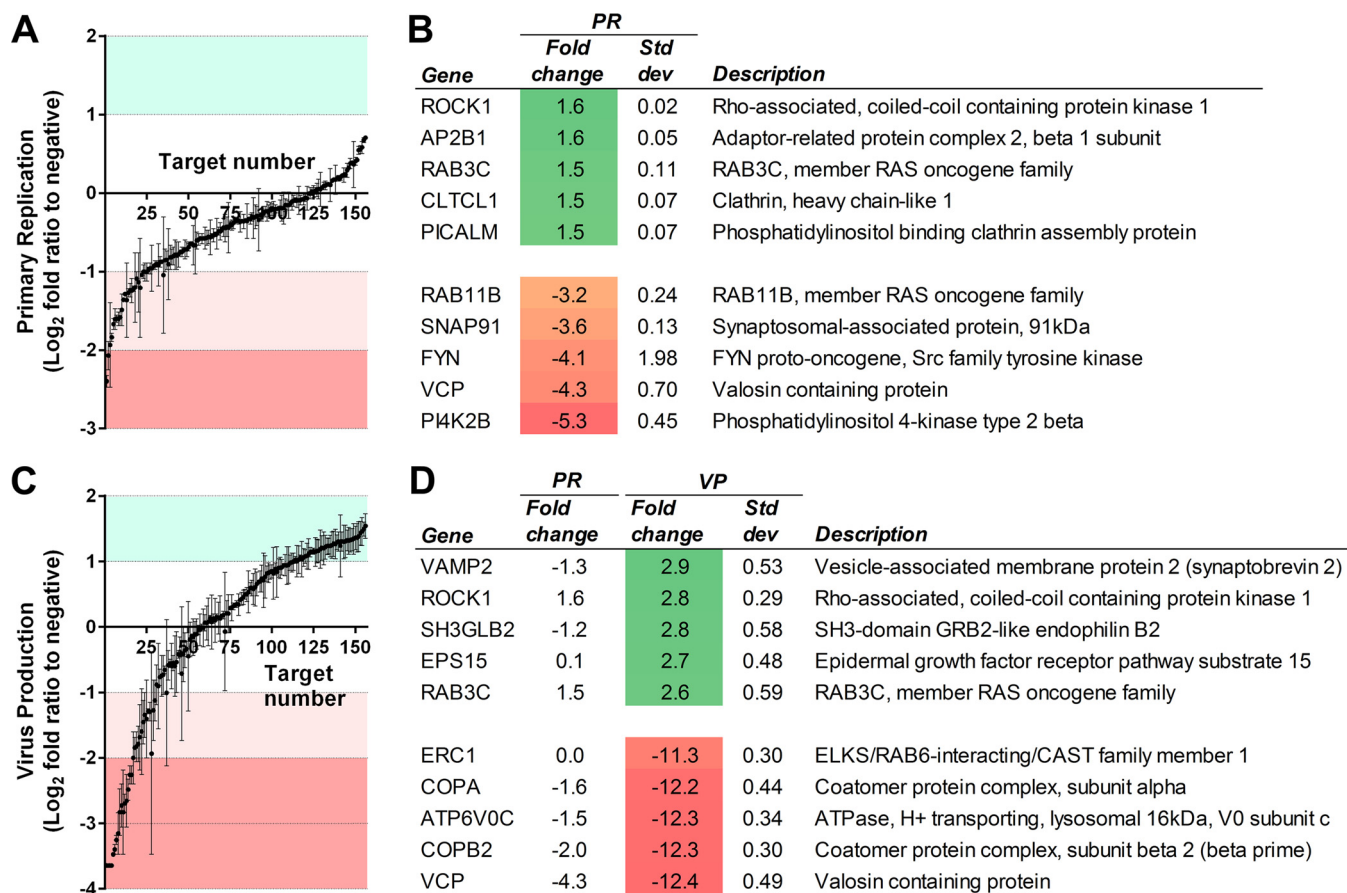 A
Primary Replication
(Log2 fold ratio to negative)
2
1
0
-1
-2
-3
Target number
25 50 75 100 125 150
B
PR
Gene Fold change Std dev Description
ROCK1 1.6 0.02 Rho-associated, coiled-coil containing protein kinase 1
AP2B1 1.6 0.05 Adaptor-related protein complex 2, beta 1 subunit
RAB3C 1.5 0.11 RAB3C, member RAS oncogene family
CLTCL1 1.5 0.07 Clathrin, heavy chain-like 1
PICALM 1.5 0.07 Phosphatidylinositol binding clathrin assembly protein
RAB11B -3.2 0.24 RAB11B, member RAS oncogene family
SNAP91 -3.6 0.13 Synaptosomal-associated protein, 91kDa
FYN -4.1 1.98 FYN proto-oncogene, Src family tyrosine kinase
VCP -4.3 0.70 Valosin containing protein
PI4K2B -5.3 0.45 Phosphatidylinositol 4-kinase type 2 beta
C
Virus Production
(Log2 fold ratio to negative)
2
1
0
-1
-2
-3
-4
25 50 75 100 125 150
Target
number
D
PR VP
Gene Fold change Fold change Std dev Description
VAMP2 -1.3 2.9 0.53 Vesicle-associated membrane protein 2 (synaptobrevin 2)
ROCK1 1.6 2.8 0.29 Rho-associated, coiled-coil containing protein kinase 1
SH3GLB2 -1.2 2.8 0.58 SH3-domain GRB2-like endophilin B2
EPS15 0.1 2.7 0.48 Epidermal growth factor receptor pathway substrate 15
RAB3C 1.5 2.6 0.59 RAB3C, member RAS oncogene family
ERC1 0.0 -11.3 0.30 ELKS/RAB6-interacting/CAST family member 1
COPA -1.6 -12.2 0.44 Coatomer protein complex, subunit alpha
ATP6V0C -1.5 -12.3 0.34 ATPase, H+ transporting, lysosomal 16kDa, V0 subunit c
COPB2 -2.0 -12.3 0.30 Coatomer protein complex, subunit beta 2 (beta prime)
VCP -4.3 -12.4 0.49 Valosin containing protein